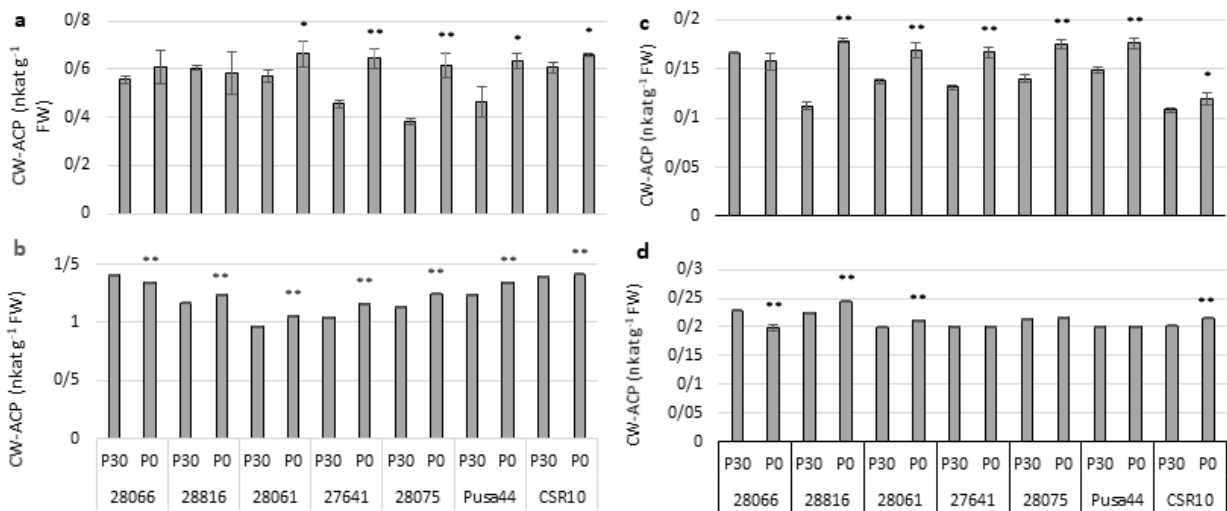 a
CW-ACP (nkat g-1 FW)
0/8
0/6
0/4
0/2
0
* ** ** * *
b
CW-ACP (nkat g-1 FW)
1/5
1
0/5
0
** ** ** ** ** ** **
P30 P0 P30 P0 P30 P0 P30 P0 P30 P0 P30 P0 P30 P0
28066 28816 28061 27641 28075 Pusa44 CSR10
c
CW-ACP (nkat g-1 FW)
0/2
0/15
0/1
0/05
0
** ** ** ** ** *
d
CW-ACP (nkat g-1 FW)
0/3
0/25
0/2
0/15
0/1
0/05
0
** ** ** **
P30 P0 P30 P0 P30 P0 P30 P0 P30 P0 P30 P0 P30 P0
28066 28816 28061 27641 28075 Pusa44 CSR10